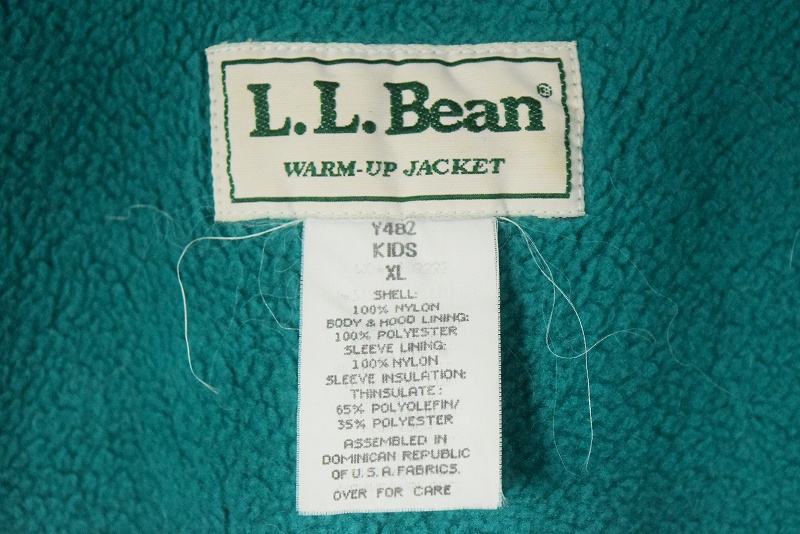 L.L.Bean®
WARM-UP JACKET
Y48Z
KIDS
XL
SHELL:
100% NYLON
BODY & HOOD LINING:
100% POLYESTER
SLEEVE LINING:
100% NYLON
SLEEVE INSULATION:
THINSULATE:
65% POLYOLEFIN/
35% POLYESTER
ASSEMBLED IN
DOMINICAN REPUBLIC
OF U.S.A. FABRICS.
OVER FOR CARE